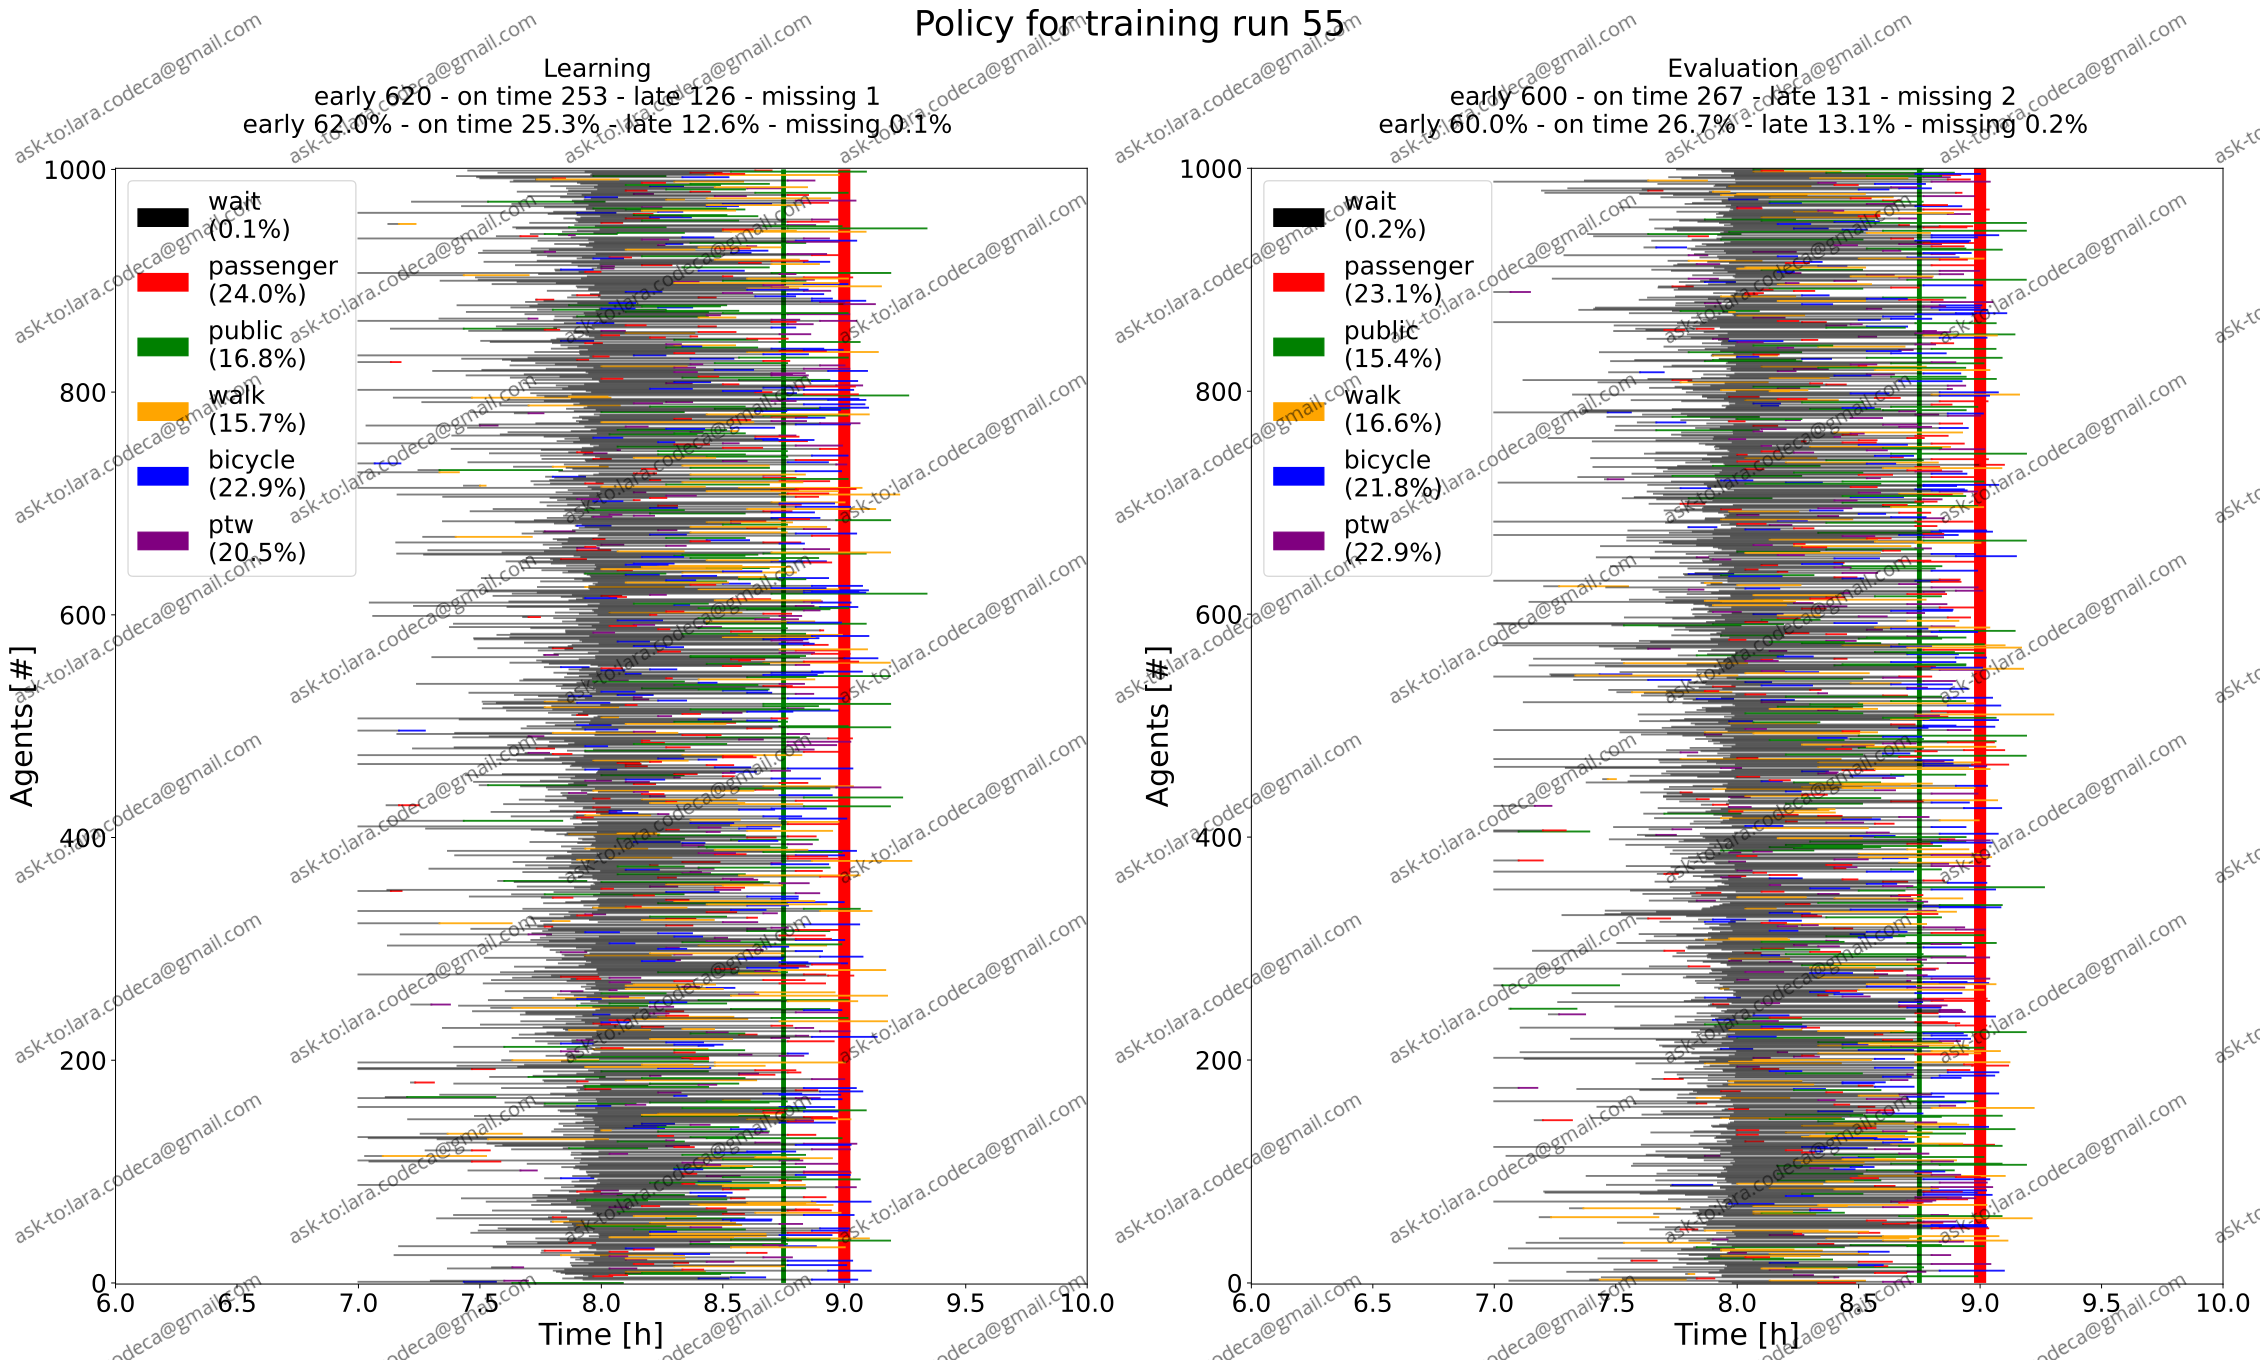 Policy for training run 55
Learning
early 620 - on time 253 - late 126 - missing 1
early 62.0% - on time 25.3% - late 12.6% - missing 0.1%
1000
800
600
400
200
0
Agents [#]
wait
(0.1%)
passenger
(24.0%)
public
(16.8%)
walk
(15.7%)
bicycle
(22.9%)
ptw
(20.5%)
6.0 6.5 7.0 7.5 8.0 8.5 9.0 9.5 10.0
Time [h]
Evaluation
early 600 - on time 267 - late 131 - missing 2
early 60.0% - on time 26.7% - late 13.1% - missing 0.2%
1000
800
600
400
200
0
Agents [#]
wait
(0.2%)
passenger
(23.1%)
public
(15.4%)
walk
(16.6%)
bicycle
(21.8%)
ptw
(22.9%)
6.0 6.5 7.0 7.5 8.0 8.5 9.0 9.5 10.0
Time [h]
ask-to:lara.codeca@gmail.com